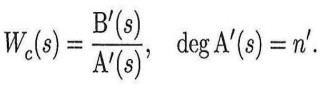 W_c(s) = B′(s)/A′(s), deg A′(s) = n′.